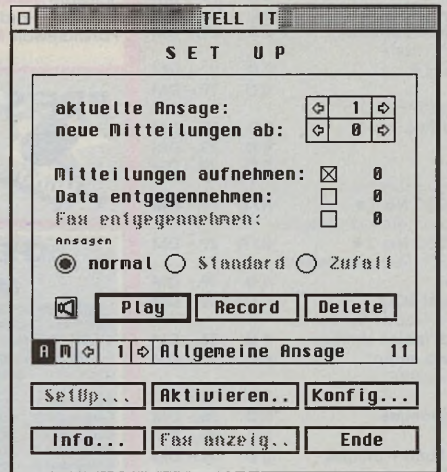 TELL IT
SET UP
aktuelle Ansage: 1
neue Mitteilungen ab: 0
Mitteilungen aufnehmen: 0
Data entgegennehmen: 0
Fax entgegennehmen: 0
Ansagen
normal Standard Zufall
Play Record Delete
A M 1 Allgemeine Ansage 11
SetUp... Aktivieren.. Konfig...
Info... Fax anzeig.. Ende